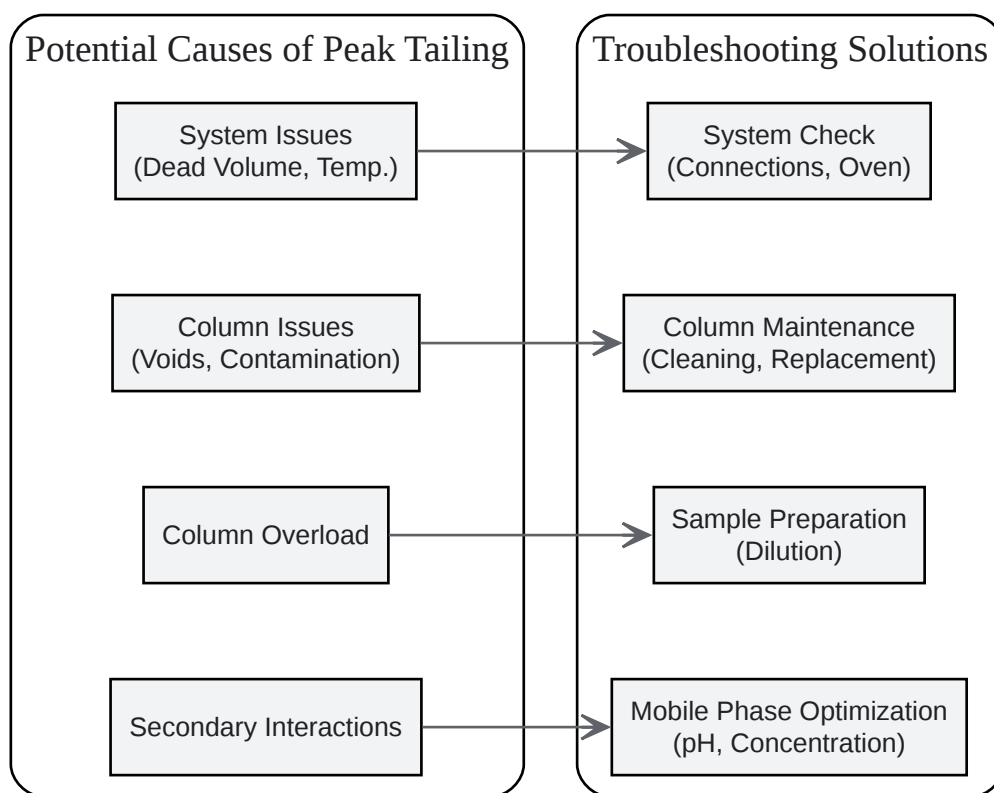 Potential Causes of Peak Tailing
Troubleshooting Solutions
System Issues
(Dead Volume, Temp.)
System Check
(Connections, Oven)
Column Issues
(Voids, Contamination)
Column Maintenance
(Cleaning, Replacement)
Column Overload
Sample Preparation
(Dilution)
Secondary Interactions
Mobile Phase Optimization
(pH, Concentration)